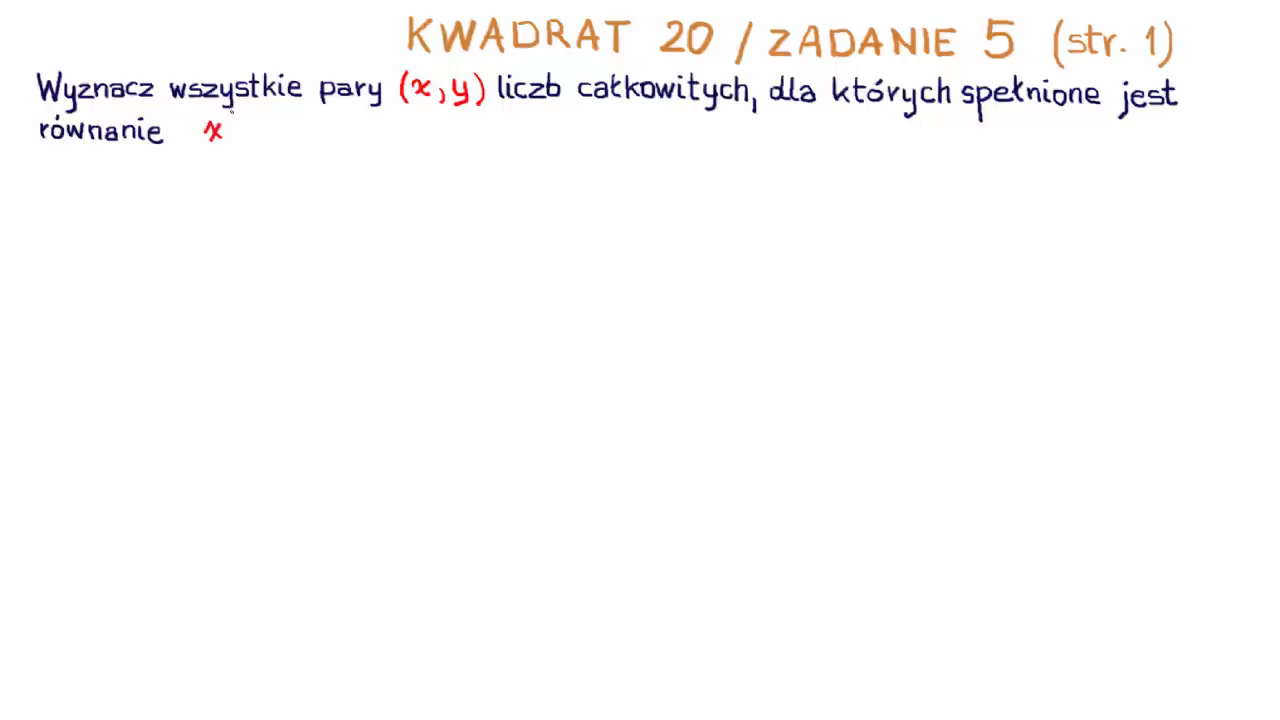 KWADRAT 20 / ZADANIE 5 (str. 1)
Wyznacz wszystkie pary (x, y) liczb całkowitych, dla których spełnione jest
równanie x